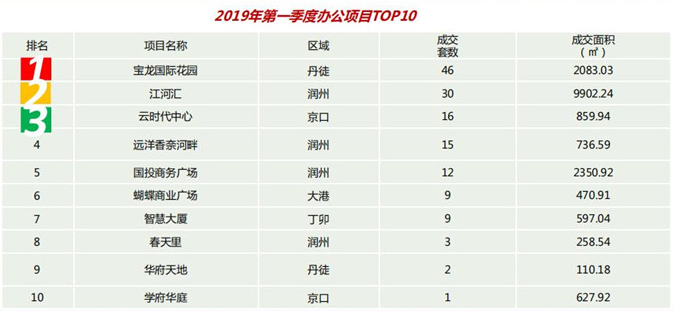 2019年第一季度办公项目TOP10
排名 项目名称 区域 成交套数 成交面积（㎡）
1 宝龙国际花园 丹徒 46 2083.03
2 江河汇 润州 30 9902.24
3 云时代中心 京口 16 859.94
4 远洋香奈河畔 润州 15 736.59
5 国投商务广场 润州 12 2350.92
6 蝴蝶商业广场 大港 9 470.91
7 智慧大厦 丁卯 9 597.04
8 春天里 润州 3 258.54
9 华府天地 丹徒 2 110.18
10 学府华庭 京口 1 627.92